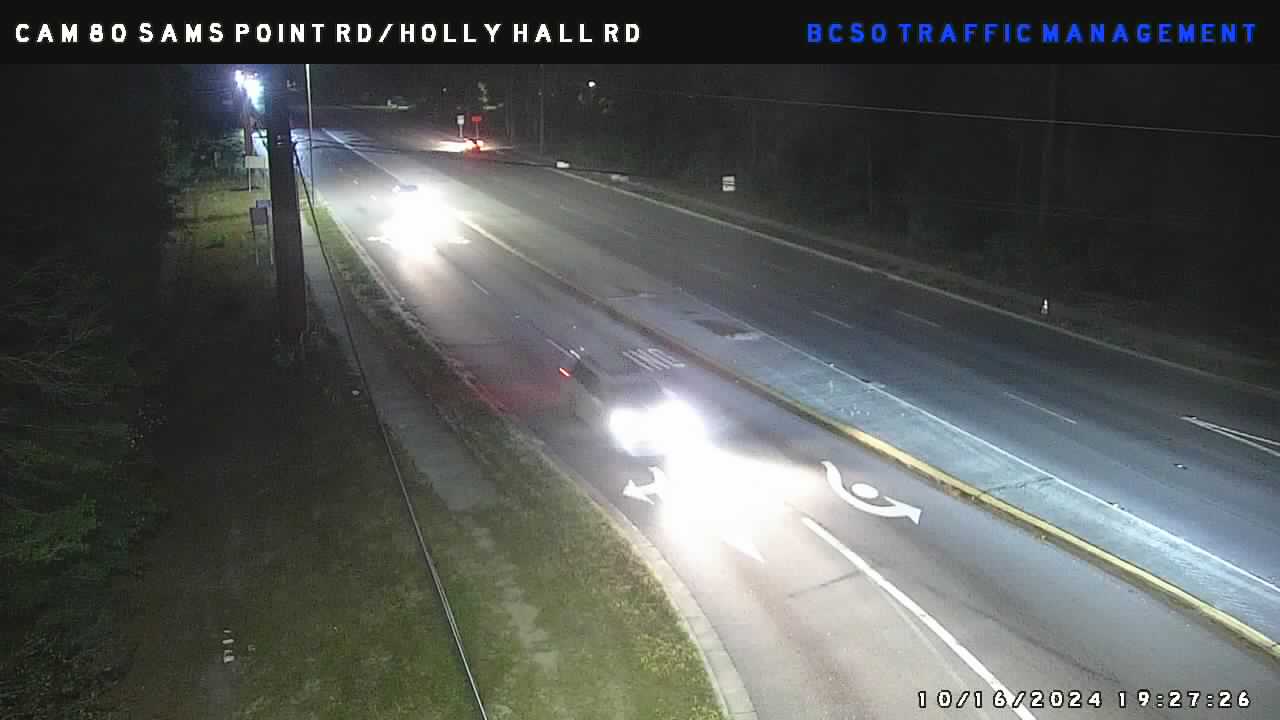 CAM 80 SAMS POINT RD/HOLLY HALL RD
BCSO TRAFFIC MANAGEMENT
10/16/2024 19:27:26